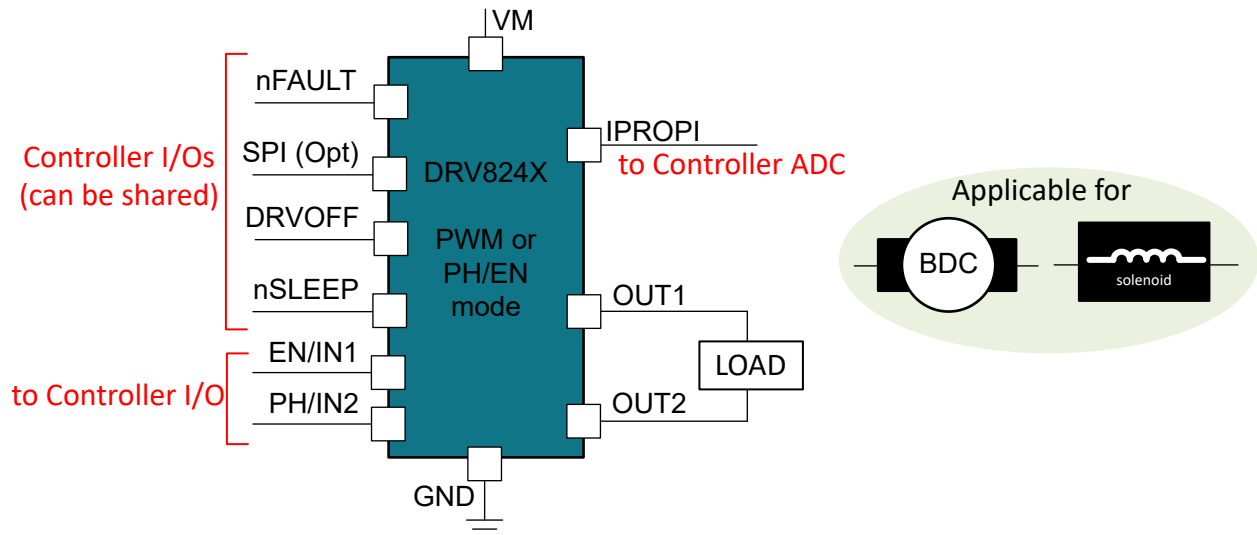 VM
nFAULT
SPI (Opt)
DRVOFF
nSLEEP
Controller I/Os
(can be shared)
EN/IN1
PH/IN2
to Controller I/O
DRV824X
PWM or
PH/EN
mode
IPROPI
to Controller ADC
OUT1
LOAD
OUT2
GND
Applicable for
BDC
solenoid